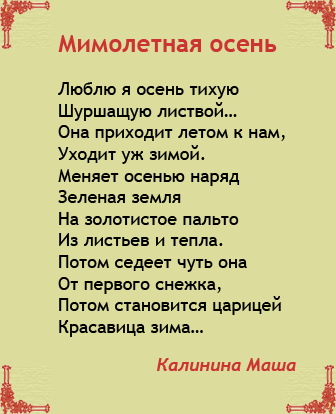 Мимолетная осень
Люблю я осень тихую
Шуршащую листвой...
Она приходит летом к нам,
Уходит уж зимой.
Меняет осенью наряд
Зеленая земля
На золотистое пальто
Из листьев и тепла.
Потом седеет чуть она
От первого снежка,
Потом становится царицей
Красавица зима...
Калинина Маша